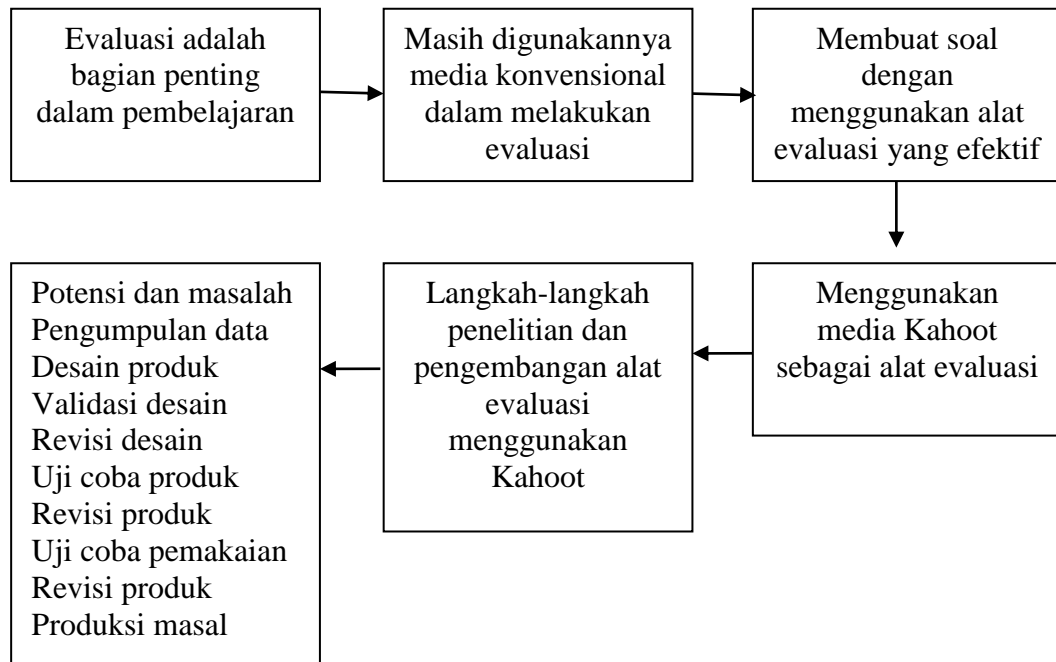 Evaluasi adalah
bagian penting
dalam pembelajaran
Masih digunakannya
media konvensional
dalam melakukan
evaluasi
Membuat soal
dengan
menggunakan alat
evaluasi yang efektif
Menggunakan
media Kahoot
sebagai alat evaluasi
Langkah-langkah
penelitian dan
pengembangan alat
evaluasi
menggunakan
Kahoot
Potensi dan masalah
Pengumpulan data
Desain produk
Validasi desain
Revisi desain
Uji coba produk
Revisi produk
Uji coba pemakaian
Revisi produk
Produksi masal